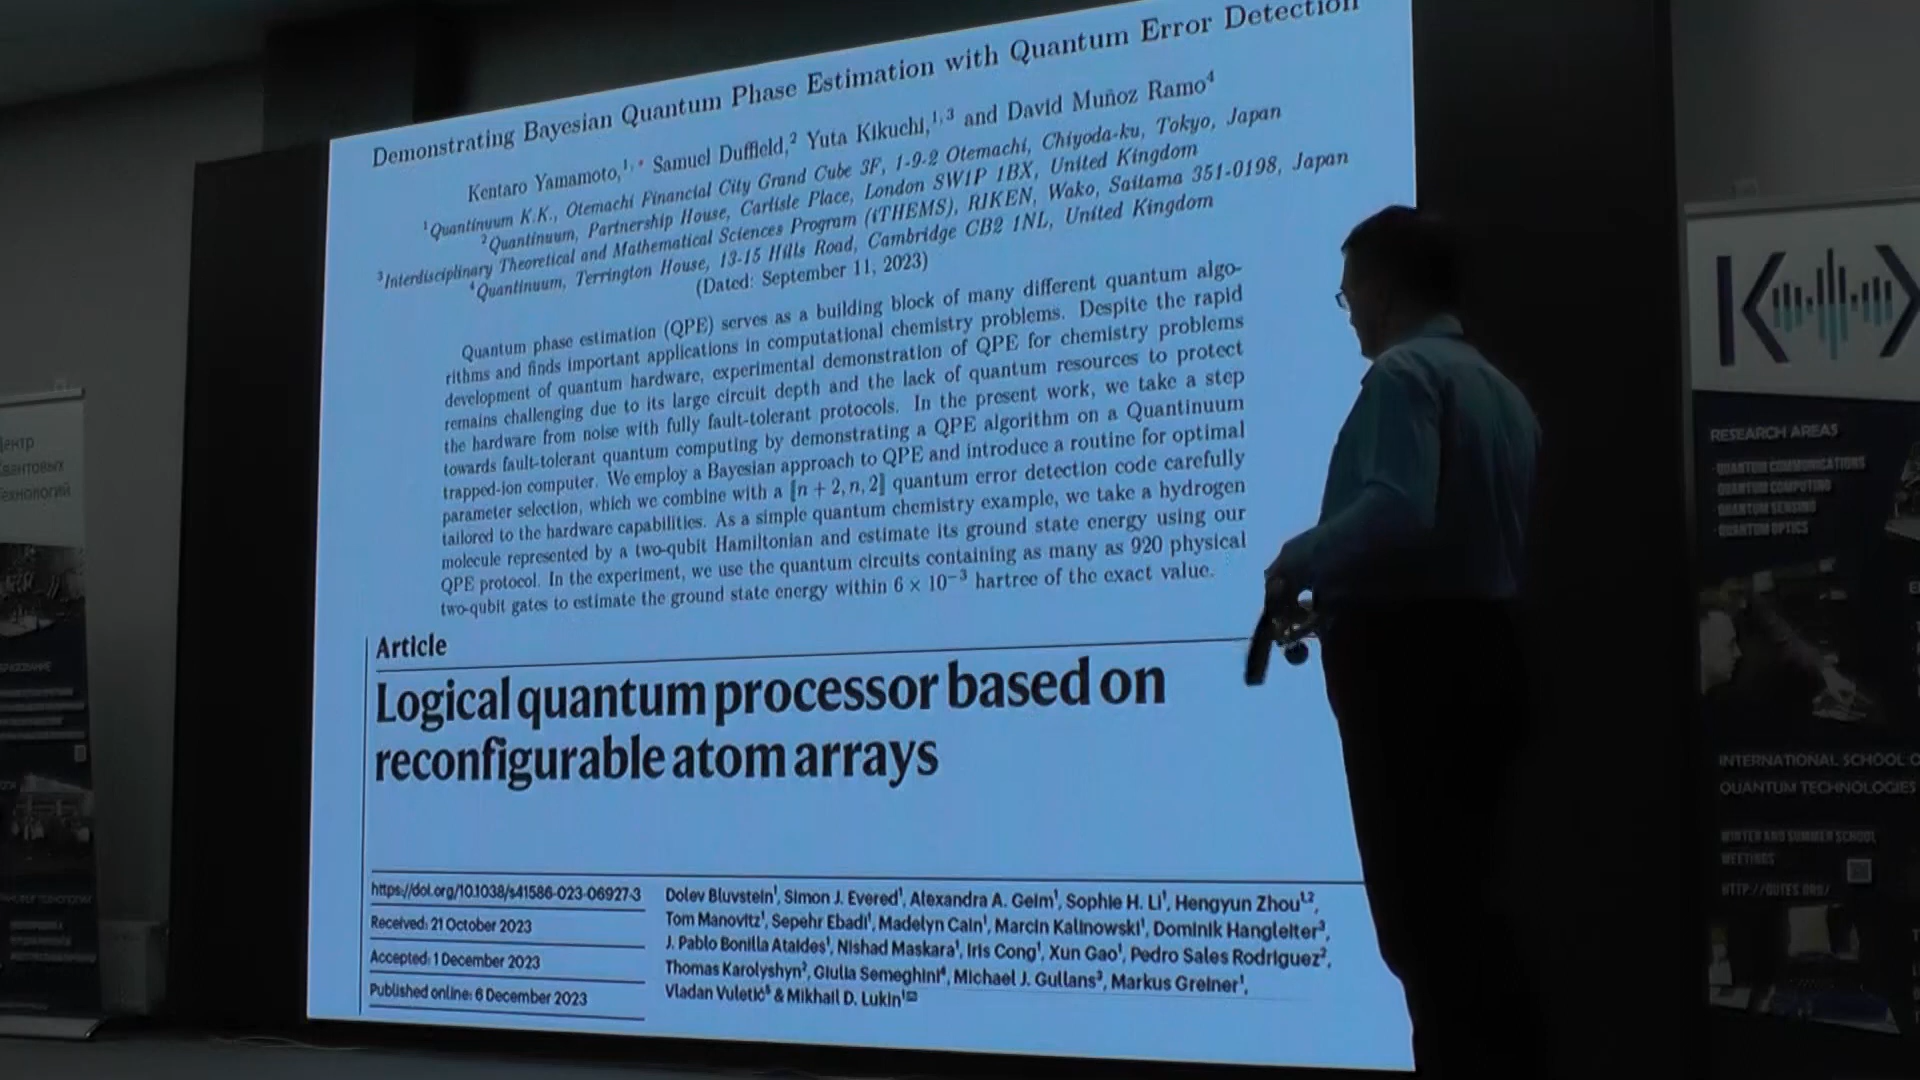 Demonstrating Bayesian Quantum Phase Estimation with Quantum Error Detection
Kentaro Yamamoto,1, * Samuel Duffield,2 Yuta Kikuchi,1, 3 and David Muñoz Ramo4
1Quantinuum K.K., Otemachi Financial City Grand Cube 3F, 1-9-2 Otemachi, Chiyoda-ku, Tokyo, Japan
2Quantinuum, Partnership House, Carlisle Place, London SW1P 1BX, United Kingdom
3Interdisciplinary Theoretical and Mathematical Sciences Program (iTHEMS), RIKEN, Wako, Saitama 351-0198, Japan
4Quantinuum, Terrington House, 13-15 Hills Road, Cambridge CB2 1NL, United Kingdom
(Dated: September 11, 2023)
Quantum phase estimation (QPE) serves as a building block of many different quantum algo-
rithms and finds important applications in computational chemistry problems. Despite the rapid
development of quantum hardware, experimental demonstration of QPE for chemistry problems
remains challenging due to its large circuit depth and the lack of quantum resources to protect
the hardware from noise with fully fault-tolerant protocols. In the present work, we take a step
towards fault-tolerant quantum computing by demonstrating a QPE algorithm on a Quantinuum
trapped-ion computer. We employ a Bayesian approach to QPE and introduce a routine for optimal
parameter selection, which we combine with a ⟦n + 2, n, 2⟧ quantum error detection code carefully
tailored to the hardware capabilities. As a simple quantum chemistry example, we take a hydrogen
molecule represented by a two-qubit Hamiltonian and estimate its ground state energy using our
QPE protocol. In the experiment, we use the quantum circuits containing as many as 920 physical
two-qubit gates to estimate the ground state energy within 6 × 10−3 hartree of the exact value.
Article
Logical quantum processor based on
reconfigurable atom arrays
https://doi.org/10.1038/s41586-023-06927-3
Received: 21 October 2023
Accepted: 1 December 2023
Published online: 6 December 2023
Dolev Bluvstein1, Simon J. Evered1, Alexandra A. Geim1, Sophie H. Li1, Hengyun Zhou1,2,
Tom Manovitz1, Sepehr Ebadi1, Madelyn Cain1, Marcin Kalinowski1, Dominik Hangleiter3,
J. Pablo Bonilla Ataides1, Nishad Maskara1, Iris Cong1, Xun Gao1, Pedro Sales Rodriguez2,
Thomas Karolyshyn2, Giulia Semeghini4, Michael J. Gullans3, Markus Greiner1,
Vladan Vuletić5 & Mikhail D. Lukin1✉
RESEARCH AREAS
QUANTUM COMMUNICATIONS
QUANTUM COMPUTING
QUANTUM SENSING
QUANTUM OPTICS
INTERNATIONAL SCHOOL O
QUANTUM TECHNOLOGIES
WINTER AND SUMMER SCHOOL
MEETINGS
HTTP://QUTES.ORG/